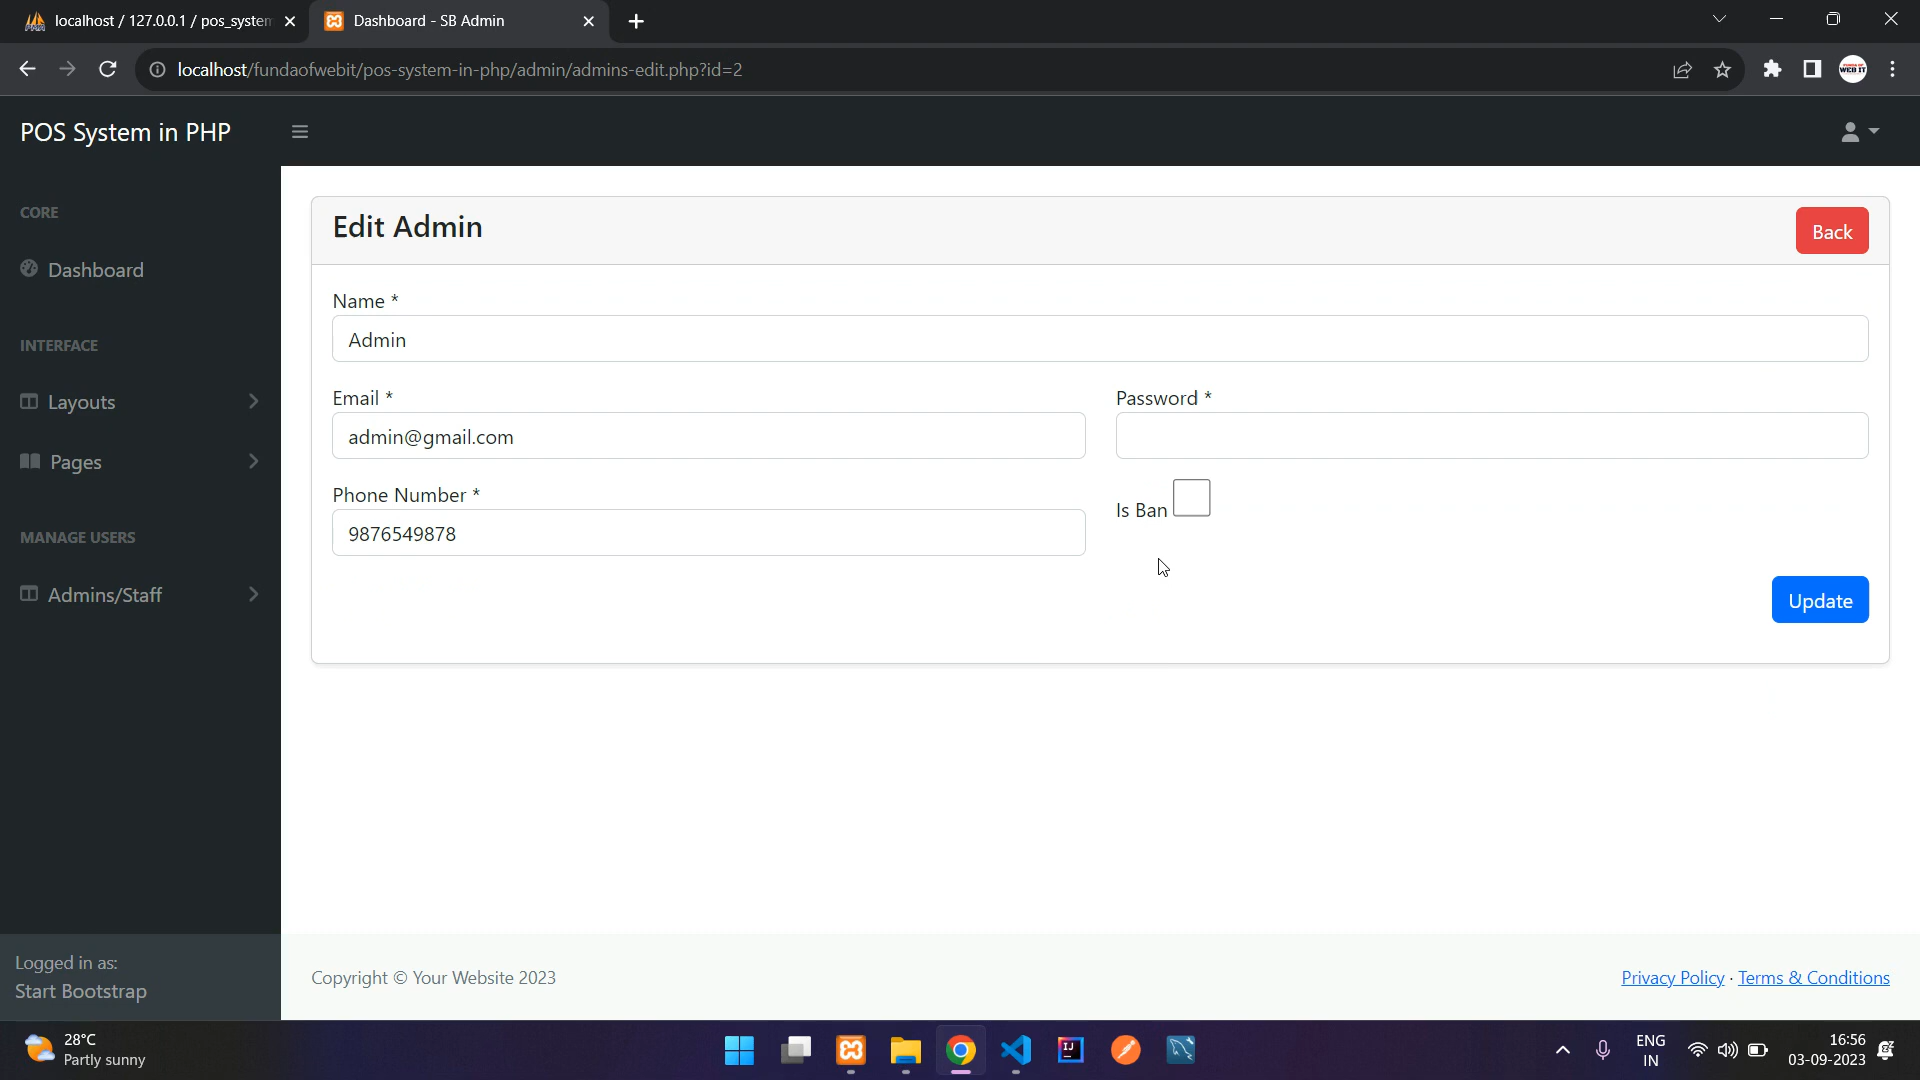 localhost / 127.0.0.1 / pos_system
Dashboard - SB Admin
localhost/fundaofwebit/pos-system-in-php/admin/admins-edit.php?id=2
WEB IT
POS System in PHP
CORE
Dashboard
INTERFACE
Layouts
Pages
MANAGE USERS
Admins/Staff
Edit Admin
Back
Name *
Admin
Email *
Password *
admin@gmail.com
Phone Number *
Is Ban
9876549878
Update
Logged in as:
Start Bootstrap
Copyright © Your Website 2023
Privacy Policy · Terms & Conditions
28°C
Partly sunny
IJ
ENG
IN
16:56
03-09-2023